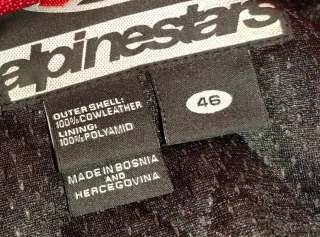 alpinestars
OUTER SHELL:
100%COWLEATHER
LINING:
100%POLYAMID
MADE IN BOSNIA
AND
HERCEGOVINA
46